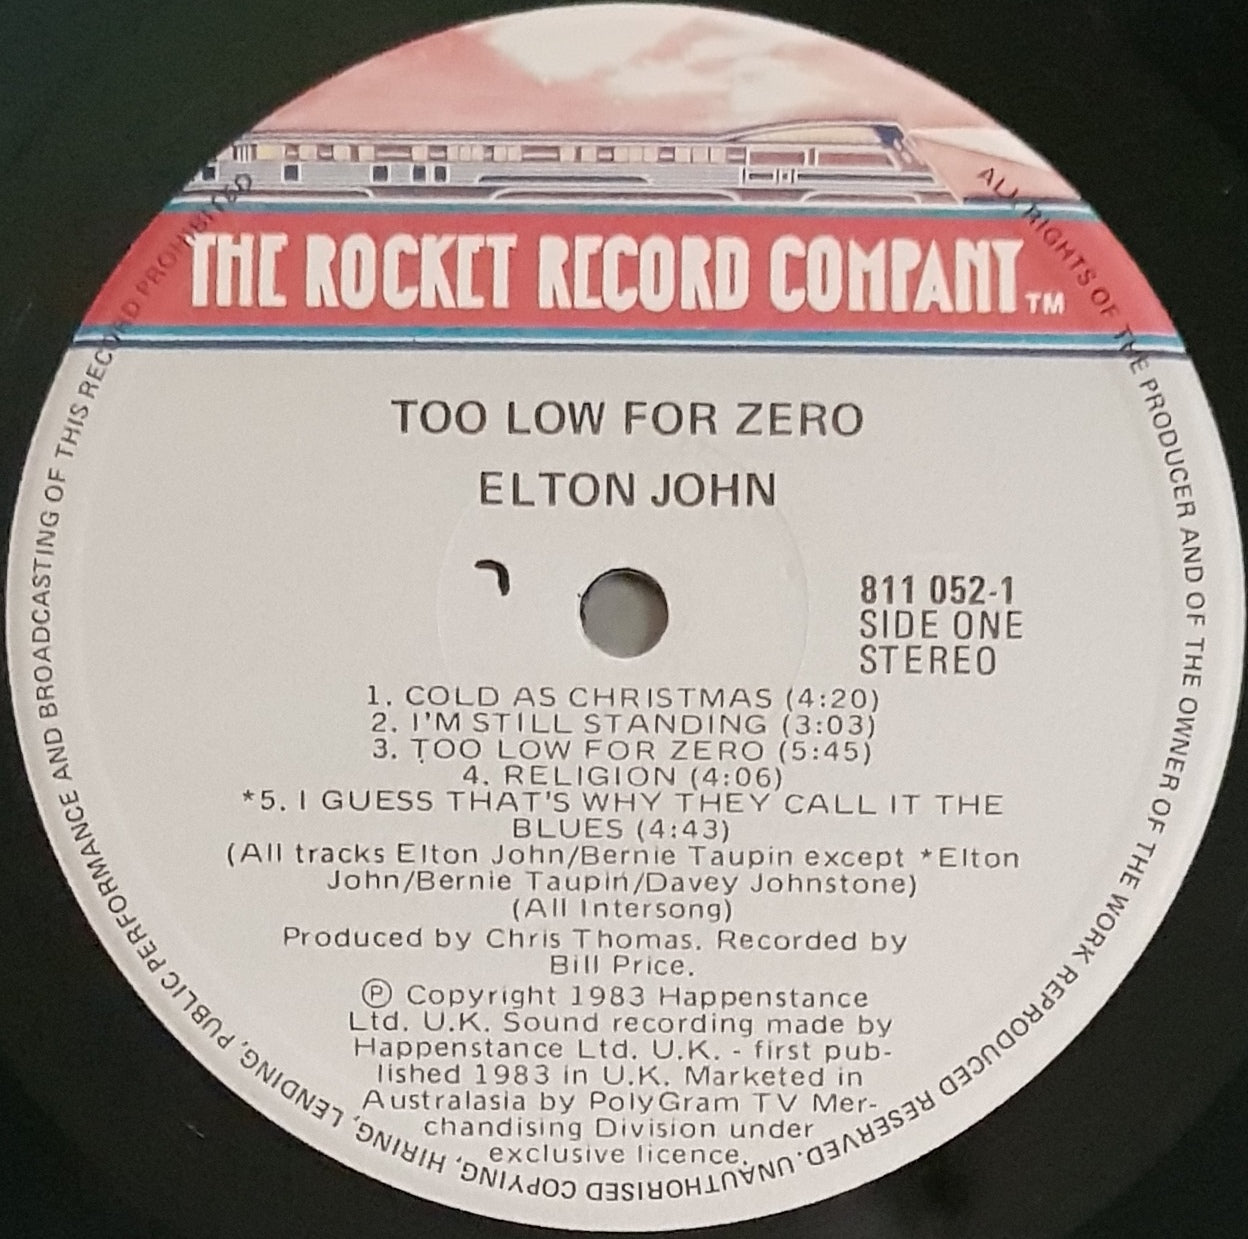 THE ROCKET RECORD COMPANY TM
TOO LOW FOR ZERO
ELTON JOHN
811 052-1
SIDE ONE
STEREO
1. COLD AS CHRISTMAS (4:20)
2. I'M STILL STANDING (3:03)
3. TOO LOW FOR ZERO (5:45)
4. RELIGION (4:06)
*5. I GUESS THAT'S WHY THEY CALL IT THE
BLUES (4:43)
(All tracks Elton John/Bernie Taupin except *Elton
John/Bernie Taupin/Davey Johnstone)
(All Intersong)
Produced by Chris Thomas. Recorded by
Bill Price.
Ⓟ Copyright 1983 Happenstance
Ltd. U.K. Sound recording made by
Happenstance Ltd. U.K. - first pub-
lished 1983 in U.K. Marketed in
Australasia by PolyGram TV Mer-
chandising Division under
exclusive licence.
ALL RIGHTS OF THE PRODUCER AND OF THE OWNER OF THE WORK REPRODUCED RESERVED. UNAUTHORISED COPYING, HIRING, LENDING, PUBLIC PERFORMANCE AND BROADCASTING OF THIS RECORD PROHIBITED